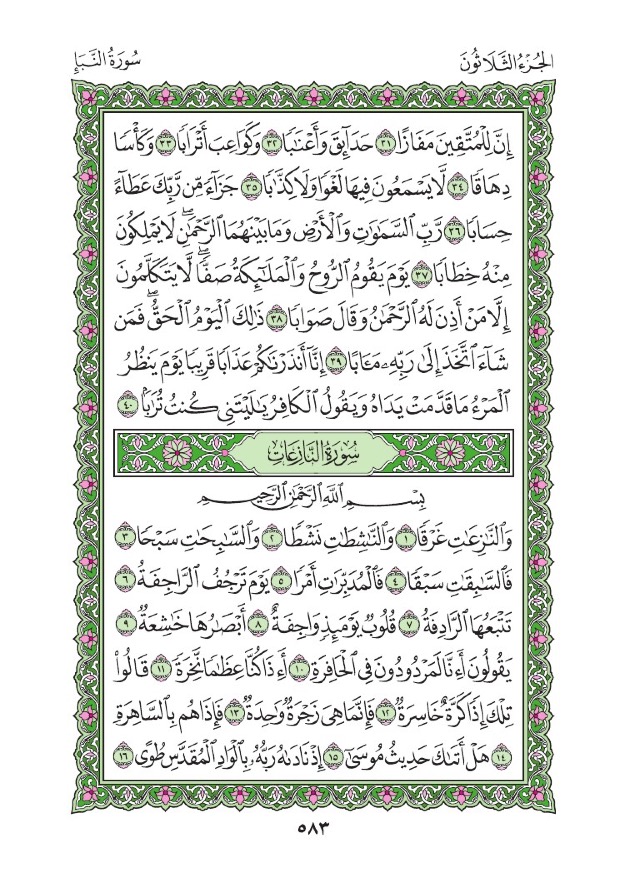 الجُزْءُ الثَّلَاثُونَ
سُورَةُ النَّبَإِ
إِنَّ لِلْمُتَّقِينَ مَفَازًا ٣١ حَدَآئِقَ وَأَعْنَٰبًا ٣٢ وَكَوَاعِبَ أَتْرَابًا ٣٣ وَكَأْسًا
دِهَاقًا ٣٤ لَّا يَسْمَعُونَ فِيهَا لَغْوًا وَلَا كِذَّٰبًا ٣٥ جَزَآءً مِّن رَّبِّكَ عَطَآءً
حِسَابًا ٣٦ رَّبِّ ٱلسَّمَٰوَٰتِ وَٱلْأَرْضِ وَمَا بَيْنَهُمَا ٱلرَّحْمَٰنِۖ لَا يَمْلِكُونَ
مِنْهُ خِطَابًا ٣٧ يَوْمَ يَقُومُ ٱلرُّوحُ وَٱلْمَلَٰٓئِكَةُ صَفًّاۖ لَّا يَتَكَلَّمُونَ
إِلَّا مَنْ أَذِنَ لَهُ ٱلرَّحْمَٰنُ وَقَالَ صَوَابًا ٣٨ ذَٰلِكَ ٱلْيَوْمُ ٱلْحَقُّۖ فَمَن
شَآءَ ٱتَّخَذَ إِلَىٰ رَبِّهِۦ مَـَٔابًا ٣٩ إِنَّآ أَنذَرْنَٰكُمْ عَذَابًا قَرِيبًا يَوْمَ يَنظُرُ
ٱلْمَرْءُ مَا قَدَّمَتْ يَدَاهُ وَيَقُولُ ٱلْكَافِرُ يَٰلَيْتَنِى كُنتُ تُرَٰبًۢا ٤٠
سُورَةُ النَّازِعَاتِ
بِسْمِ ٱللَّهِ ٱلرَّحْمَٰنِ ٱلرَّحِيمِ
وَٱلنَّٰزِعَٰتِ غَرْقًا ١ وَٱلنَّٰشِطَٰتِ نَشْطًا ٢ وَٱلسَّٰبِحَٰتِ سَبْحًا ٣
فَٱلسَّٰبِقَٰتِ سَبْقًا ٤ فَٱلْمُدَبِّرَٰتِ أَمْرًا ٥ يَوْمَ تَرْجُفُ ٱلرَّاجِفَةُ ٦
تَتْبَعُهَا ٱلرَّادِفَةُ ٧ قُلُوبٌ يَوْمَئِذٍ وَاجِفَةٌ ٨ أَبْصَٰرُهَا خَٰشِعَةٌ ٩
يَقُولُونَ أَءِنَّا لَمَرْدُودُونَ فِى ٱلْحَافِرَةِ ١٠ أَءِذَا كُنَّا عِظَٰمًا نَّخِرَةً ١١ قَالُوا۟
تِلْكَ إِذًا كَرَّةٌ خَاسِرَةٌ ١٢ فَإِنَّمَا هِىَ زَجْرَةٌ وَٰحِدَةٌ ١٣ فَإِذَا هُم بِٱلسَّاهِرَةِ
١٤ هَلْ أَتَىٰكَ حَدِيثُ مُوسَىٰٓ ١٥ إِذْ نَادَىٰهُ رَبُّهُۥ بِٱلْوَادِ ٱلْمُقَدَّسِ طُوًى ١٦
٥٨٣